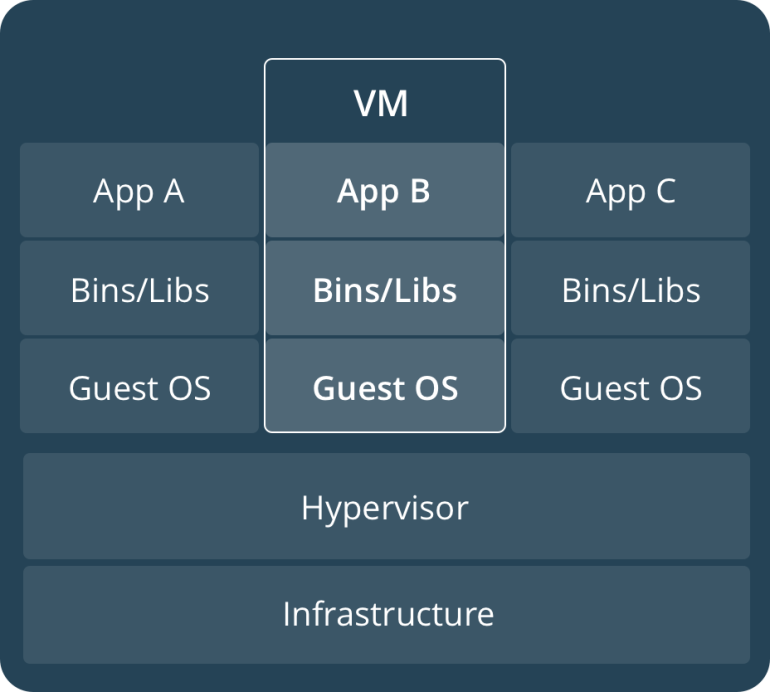 VM
App A
App B
App C
Bins/Libs
Bins/Libs
Bins/Libs
Guest OS
Guest OS
Guest OS
Hypervisor
Infrastructure